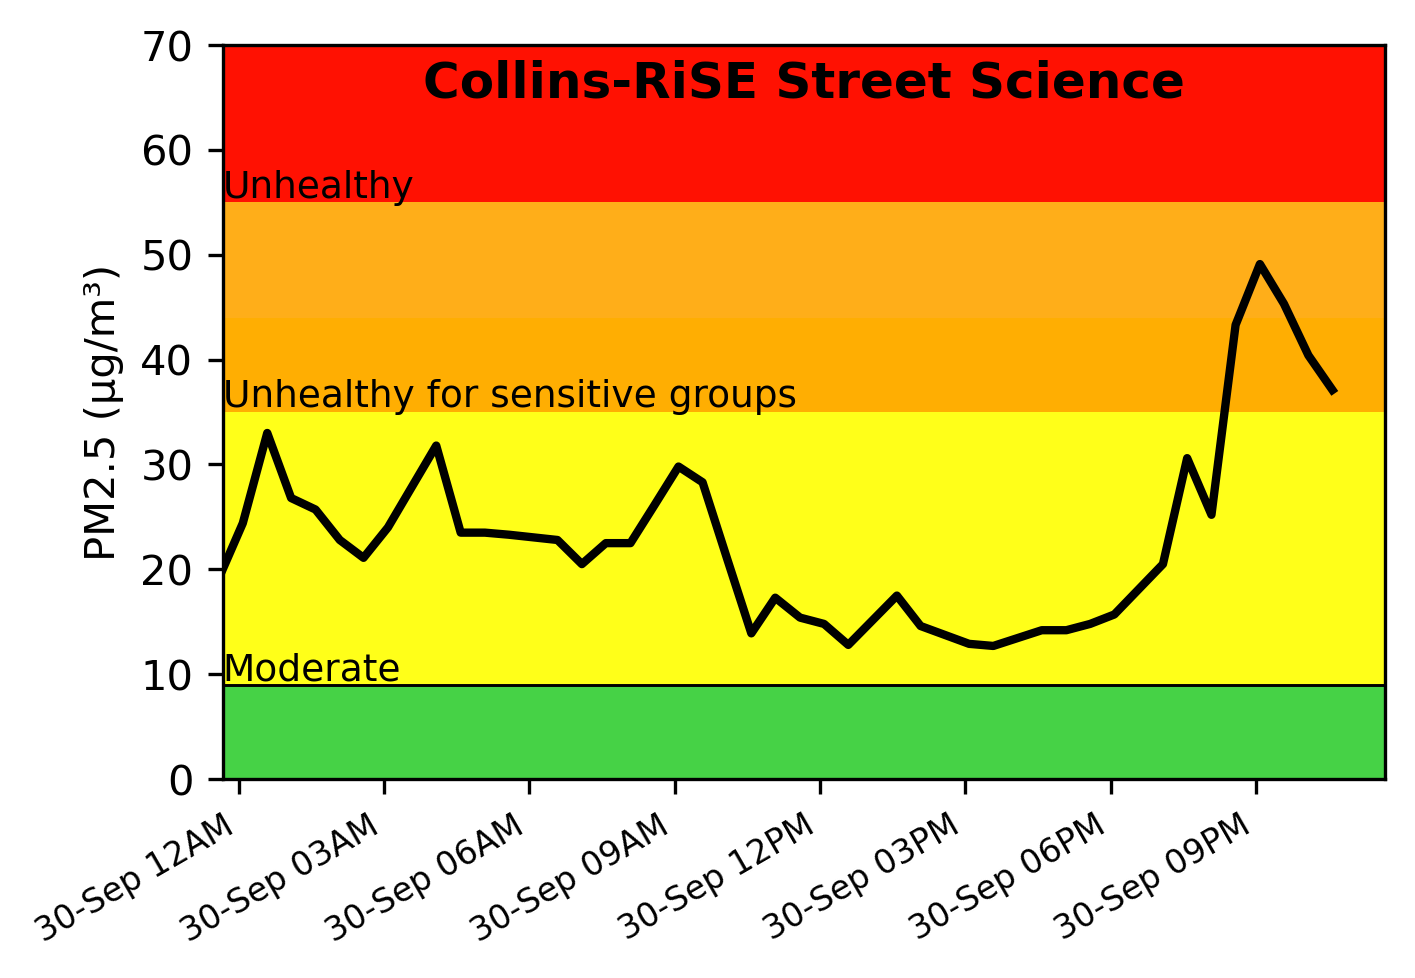 Collins-RiSE Street Science
PM2.5 (µg/m³)
70
60
50
40
30
20
10
0
Unhealthy
Unhealthy for sensitive groups
Moderate
30-Sep 12AM
30-Sep 03AM
30-Sep 06AM
30-Sep 09AM
30-Sep 12PM
30-Sep 03PM
30-Sep 06PM
30-Sep 09PM